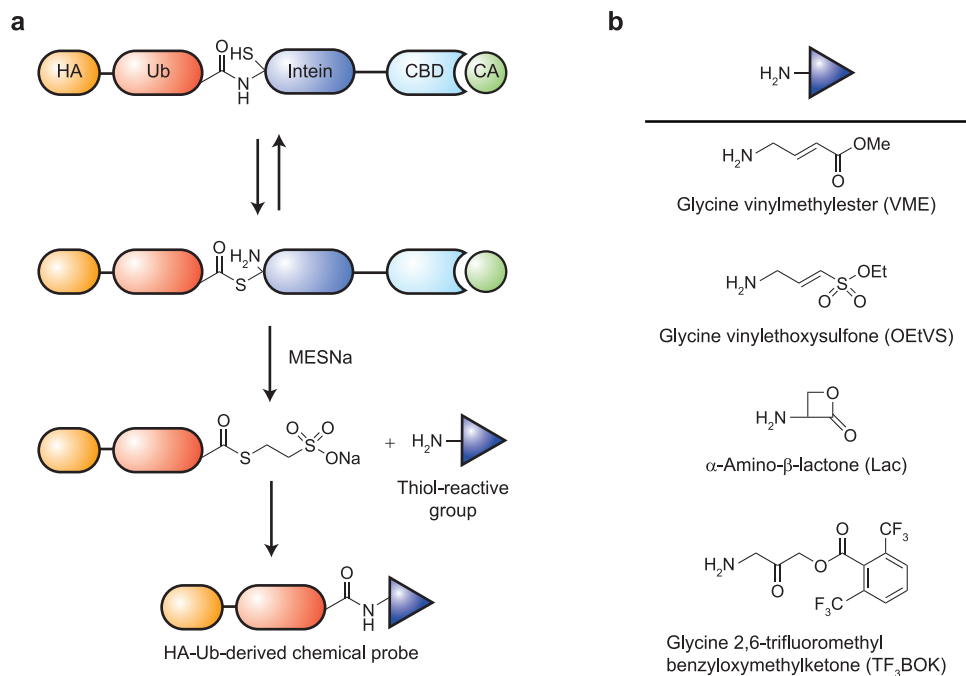 a
HA
Ub
O
N
H
HS
Intein
CBD
CA
O
S
H₂N
MESNa
O
S
O O
S
ONa
+
H₂N
Thiol-reactive
group
O
N
H
HA-Ub-derived chemical probe
b
H₂N
H₂N
OMe
O
Glycine vinylmethylester (VME)
H₂N
OEt
S
O O
Glycine vinylethoxysulfone (OEtVS)
H₂N
O
O
α-Amino-β-lactone (Lac)
H₂N
O
O
O
CF₃
F₃C
Glycine 2,6-trifluoromethyl
benzyloxymethylketone (TF₃BOK)